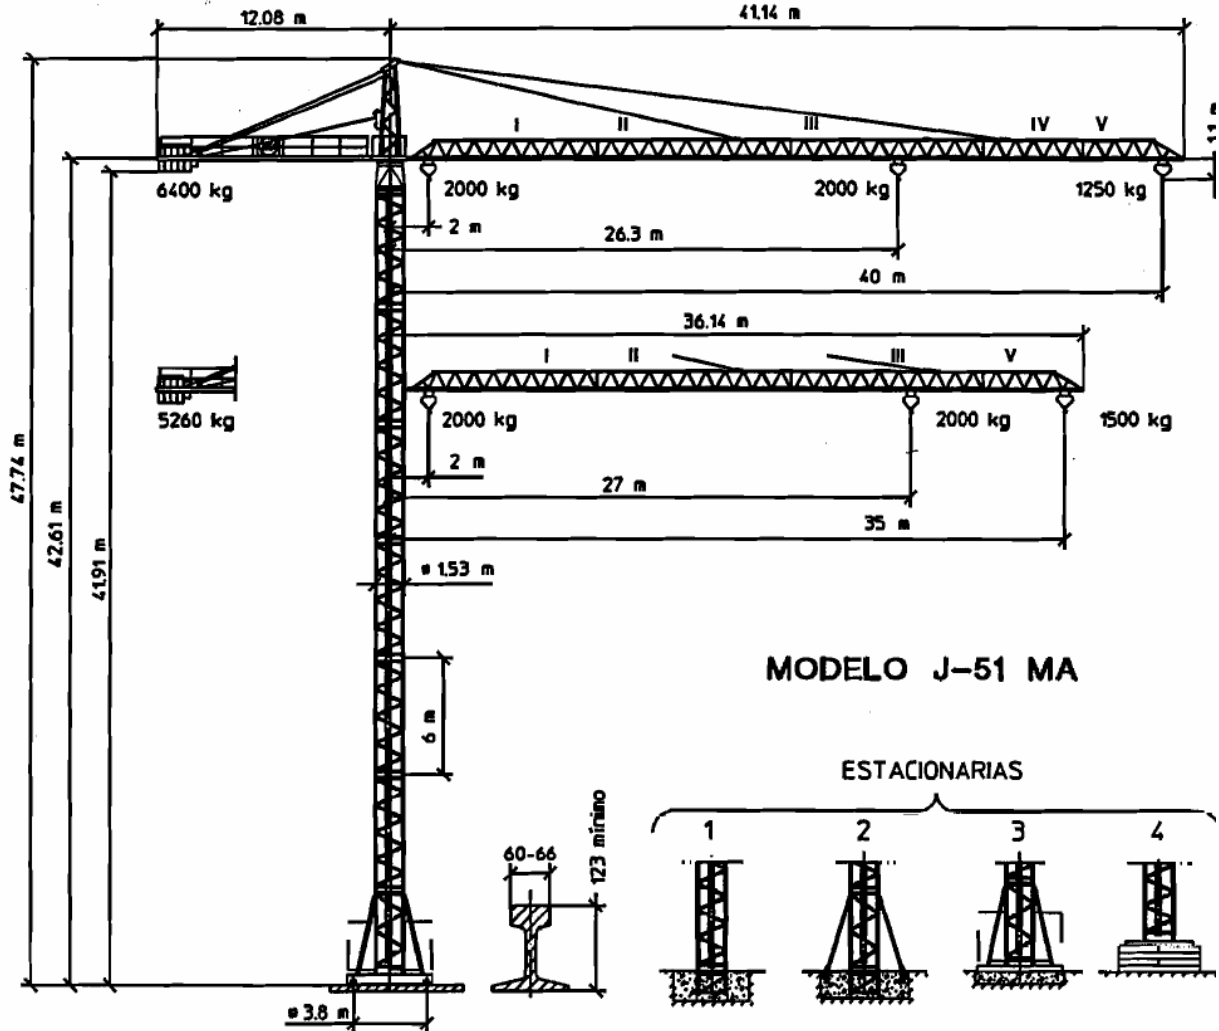 12.08 m
41.14 m
I II III IV V
6400 kg 2000 kg 2000 kg 1250 kg
1.1 m
2 m
26.3 m
40 m
36.14 m
I II III V
5260 kg 2000 kg 2000 kg 1500 kg
2 m
27 m
35 m
47.74 m
42.61 m
41.91 m
1.53 m
6 m
MODELO J-51 MA
ESTACIONARIAS
1 2 3 4
60-66
123 mínimo
3.8 m